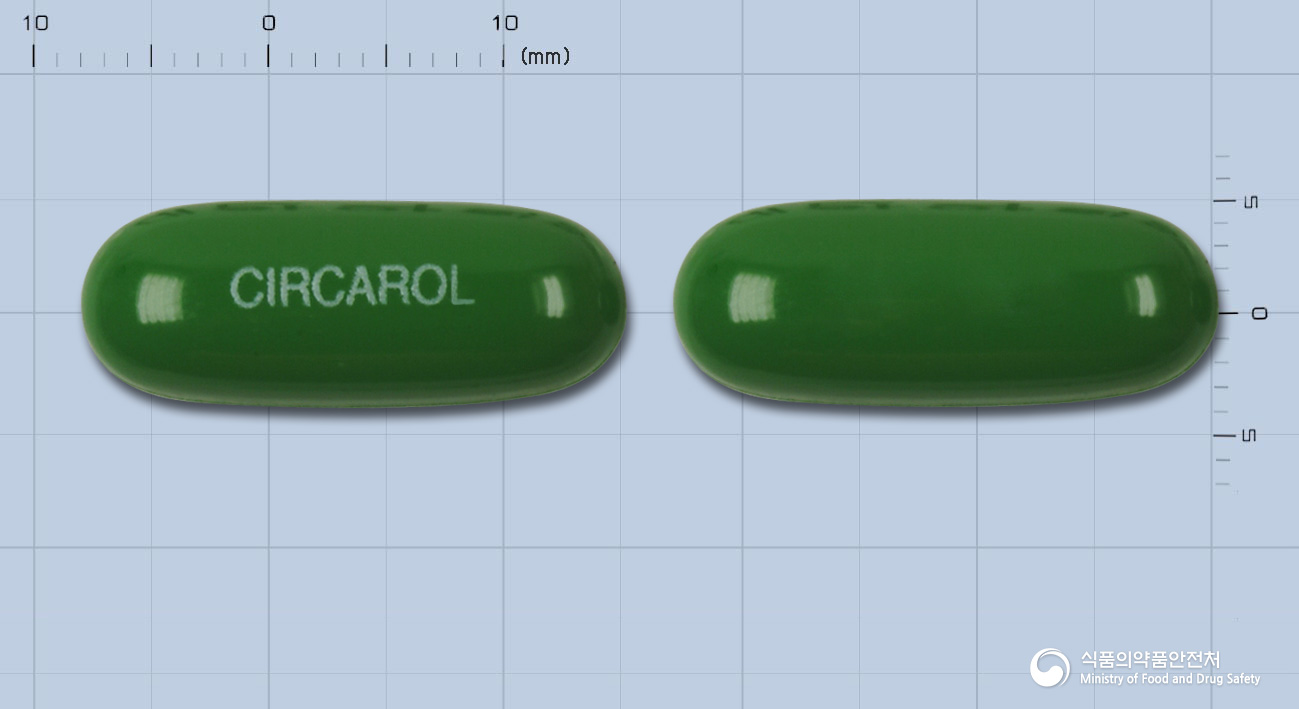 10 0 10
(mm)
CIRCAROL
5
0
5
식품의약품안전처
Ministry of Food and Drug Safety